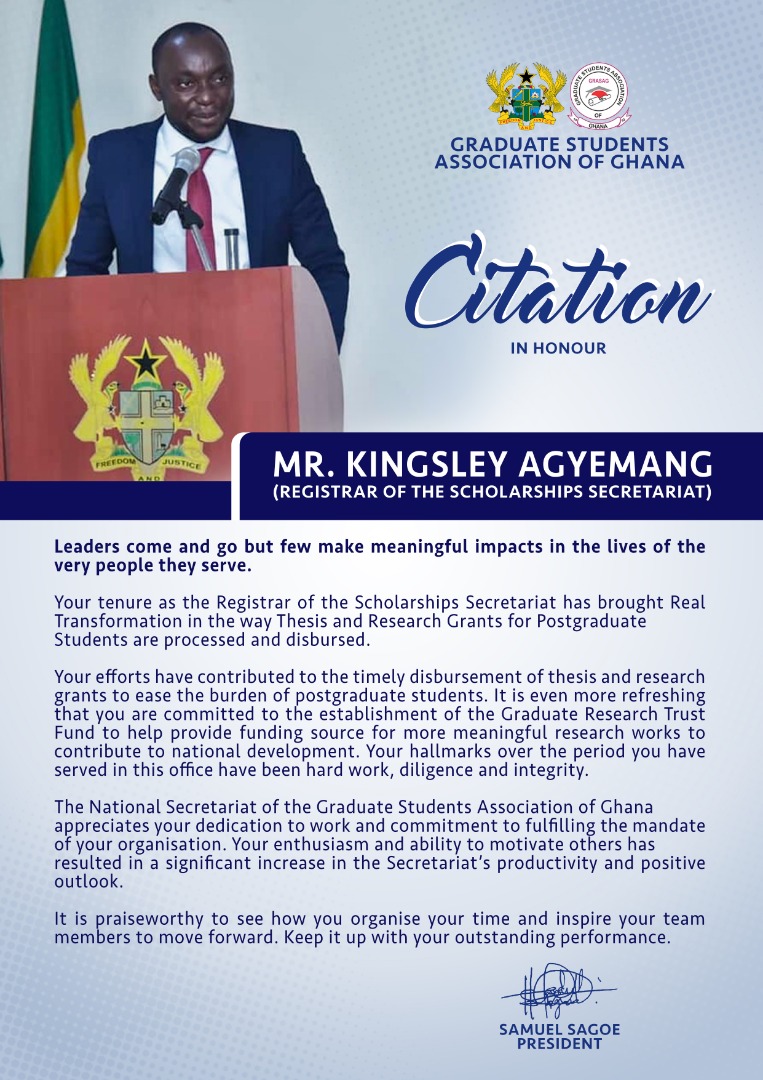 GRADUATE STUDENTS ASSOCIATION
GRASAG
OF
GHANA
GRADUATE STUDENTS
ASSOCIATION OF GHANA
Citation
IN HONOUR
FREEDOM JUSTICE
AND
MR. KINGSLEY AGYEMANG
(REGISTRAR OF THE SCHOLARSHIPS SECRETARIAT)
Leaders come and go but few make meaningful impacts in the lives of the
very people they serve.
Your tenure as the Registrar of the Scholarships Secretariat has brought Real
Transformation in the way Thesis and Research Grants for Postgraduate
Students are processed and disbursed.
Your efforts have contributed to the timely disbursement of thesis and research
grants to ease the burden of postgraduate students. It is even more refreshing
that you are committed to the establishment of the Graduate Research Trust
Fund to help provide funding source for more meaningful research works to
contribute to national development. Your hallmarks over the period you have
served in this office have been hard work, diligence and integrity.
The National Secretariat of the Graduate Students Association of Ghana
appreciates your dedication to work and commitment to fulfilling the mandate
of your organisation. Your enthusiasm and ability to motivate others has
resulted in a significant increase in the Secretariat's productivity and positive
outlook.
It is praiseworthy to see how you organise your time and inspire your team
members to move forward. Keep it up with your outstanding performance.
SAMUEL SAGOE
PRESIDENT